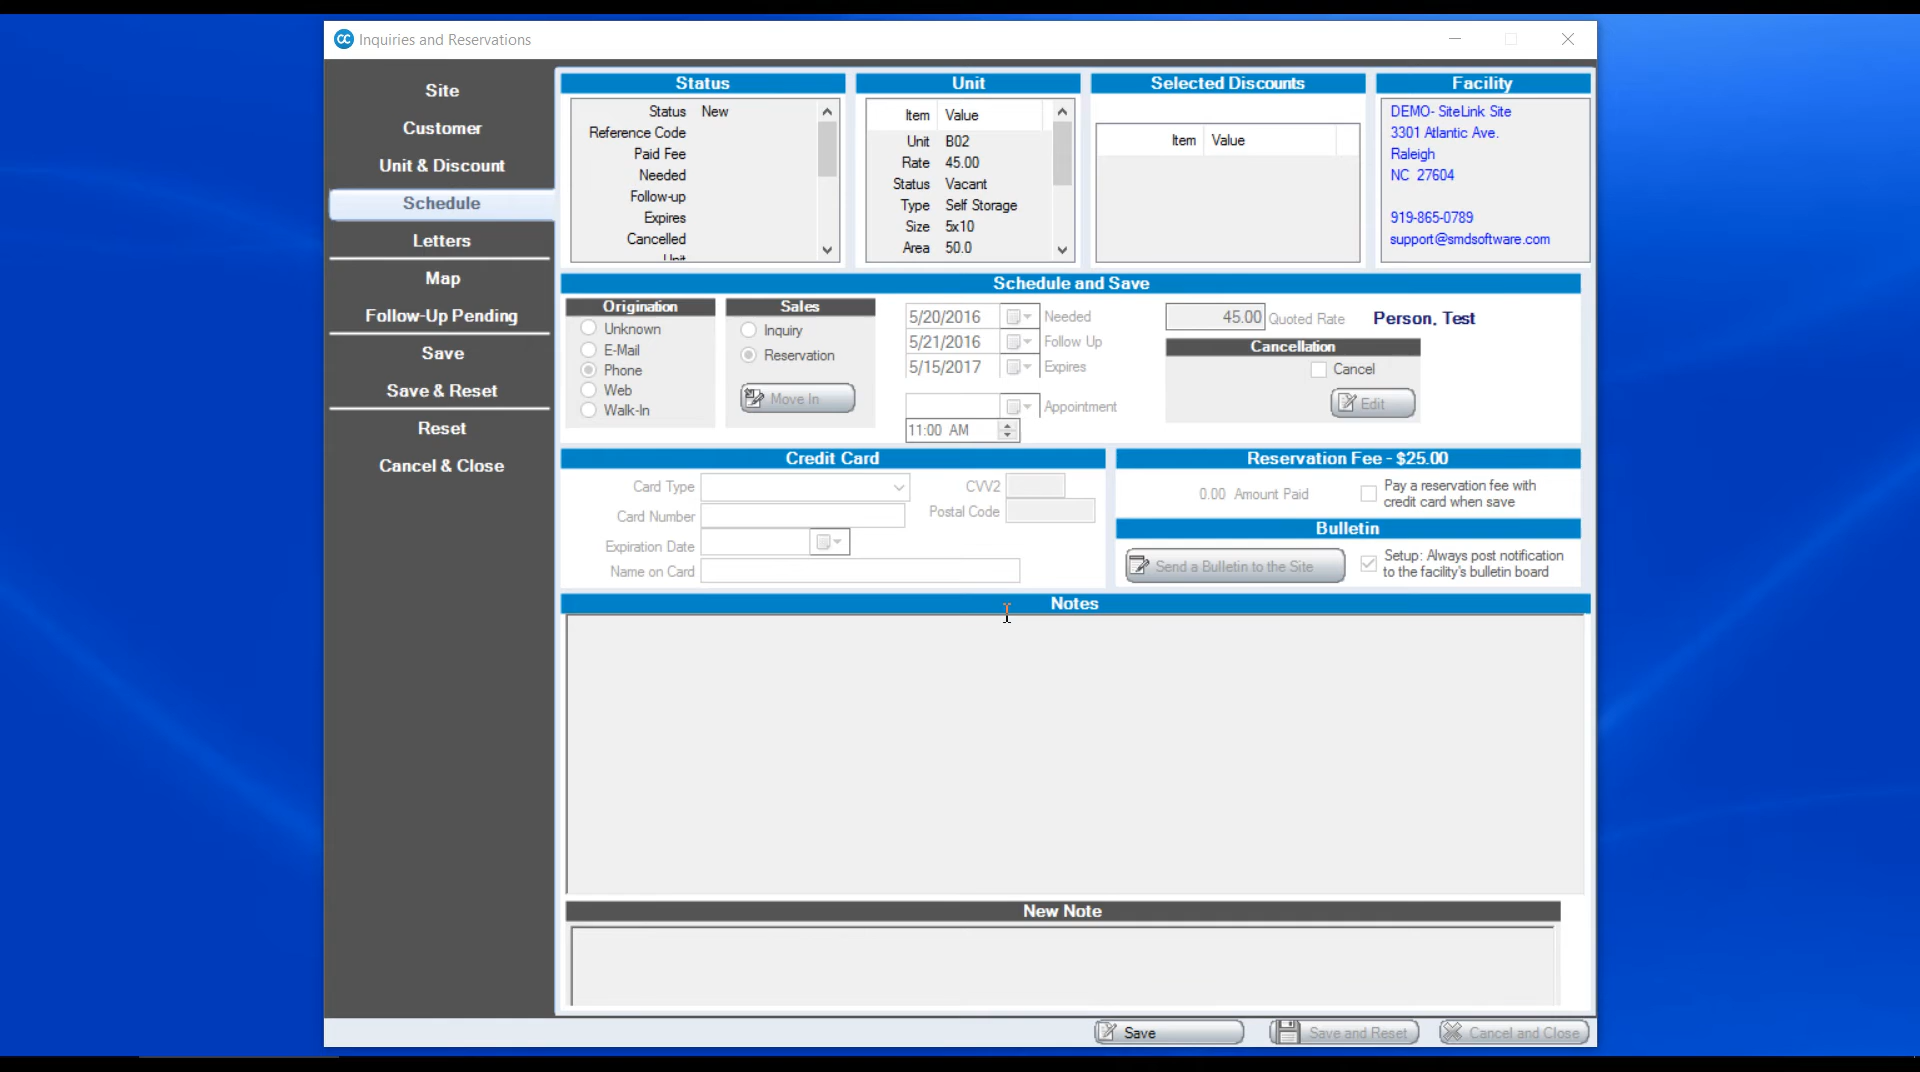 CC Inquiries and Reservations
Site
Customer
Unit & Discount
Schedule
Letters
Map
Follow-Up Pending
Save
Save & Reset
Reset
Cancel & Close
Status
Status New
Reference Code
Paid Fee
Needed
Follow-up
Expires
Cancelled
Unit
Unit
Item Value
Unit B02
Rate 45.00
Status Vacant
Type Self Storage
Size 5x10
Area 50.0
Selected Discounts
Item Value
Facility
DEMO- SiteLink Site
3301 Atlantic Ave.
Raleigh
NC 27604
919-865-0789
support@smdsoftware.com
Schedule and Save
Origination
Unknown
E-Mail
Phone
Web
Walk-In
Sales
Inquiry
Reservation
Move In
5/20/2016 Needed
5/21/2016 Follow Up
5/15/2017 Expires
Appointment
11:00 AM
45.00 Quoted Rate
Person, Test
Cancellation
Cancel
Edit
Credit Card
Card Type
Card Number
Expiration Date
Name on Card
CVV2
Postal Code
Reservation Fee - $25.00
0.00 Amount Paid
Pay a reservation fee with
credit card when save
Bulletin
Send a Bulletin to the Site
Setup: Always post notification
to the facility's bulletin board
Notes
New Note
Save
Save and Reset
Cancel and Close